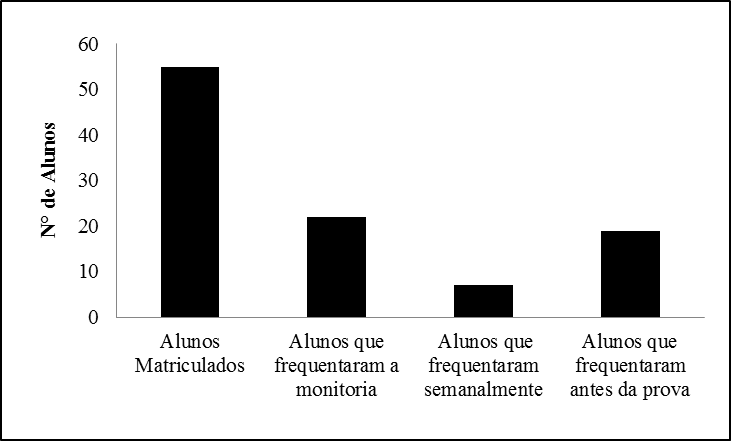 N° de Alunos
60
50
40
30
20
10
0
Alunos
Matriculados
Alunos que
frequentaram a
monitoria
Alunos que
frequentaram
semanalmente
Alunos que
frequentaram
antes da prova